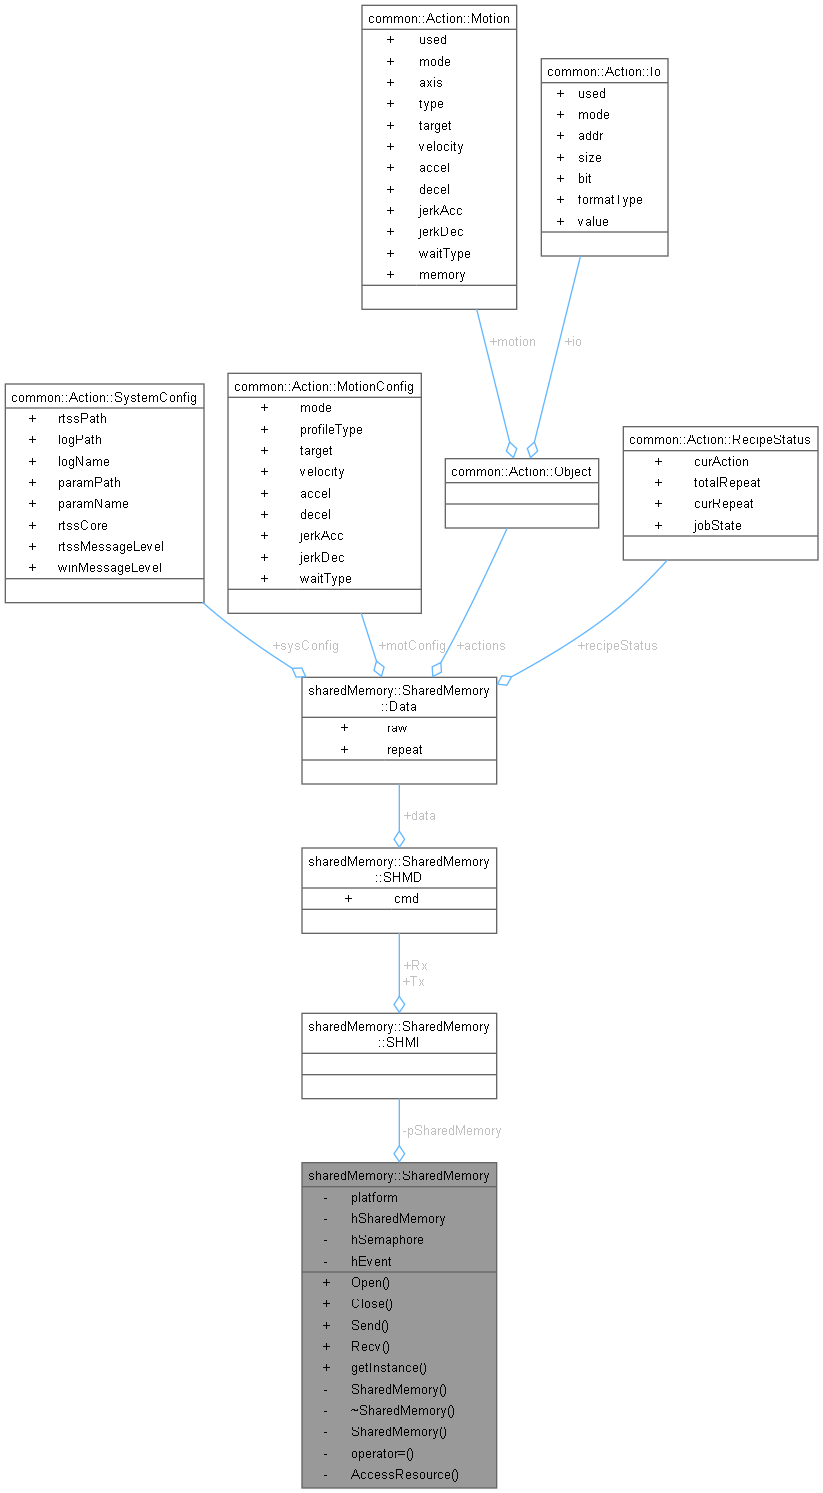 common::Action::Motion
+ used
+ mode
+ axis
+ type
+ target
+ velocity
+ accel
+ decel
+ jerkAcc
+ jerkDec
+ waitType
+ memory
common::Action::Io
+ used
+ mode
+ addr
+ size
+ bit
+ formatType
+ value
+motion
+io
common::Action::SystemConfig
+ rtssPath
+ logPath
+ logName
+ paramPath
+ paramName
+ rtssCore
+ rtssMessageLevel
+ winMessageLevel
common::Action::MotionConfig
+ mode
+ profileType
+ target
+ velocity
+ accel
+ decel
+ jerkAcc
+ jerkDec
+ waitType
common::Action::Object
common::Action::RecipeStatus
+ curAction
+ totalRepeat
+ curRepeat
+ jobState
+sysConfig
+motConfig
+actions
+recipeStatus
sharedMemory::SharedMemory
::Data
+ raw
+ repeat
+data
sharedMemory::SharedMemory
::SHMD
+ cmd
+Rx
+Tx
sharedMemory::SharedMemory
::SHMI
-pSharedMemory
sharedMemory::SharedMemory
- platform
- hSharedMemory
- hSemaphore
- hEvent
+ Open()
+ Close()
+ Send()
+ Recv()
+ getInstance()
- SharedMemory()
- ~SharedMemory()
- SharedMemory()
- operator=()
- AccessResource()